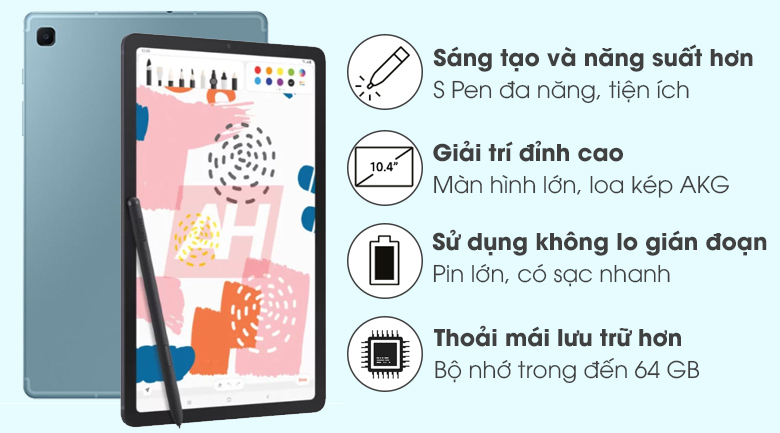 Sáng tạo và năng suất hơn
S Pen đa năng, tiện ích
10.4"
Giải trí đỉnh cao
Màn hình lớn, loa kép AKG
Sử dụng không lo gián đoạn
Pin lớn, có sạc nhanh
Thoải mái lưu trữ hơn
Bộ nhớ trong đến 64 GB
AH